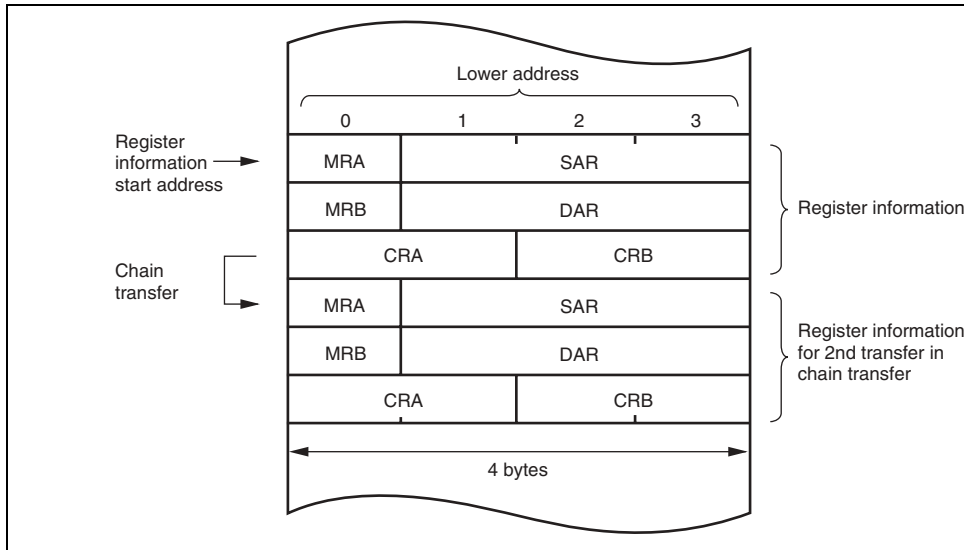 Lower address
0 1 2 3
Register
information
start address
MRA SAR
MRB DAR
CRA CRB
Register information
Chain
transfer
MRA SAR
MRB DAR
CRA CRB
Register information
for 2nd transfer in
chain transfer
4 bytes